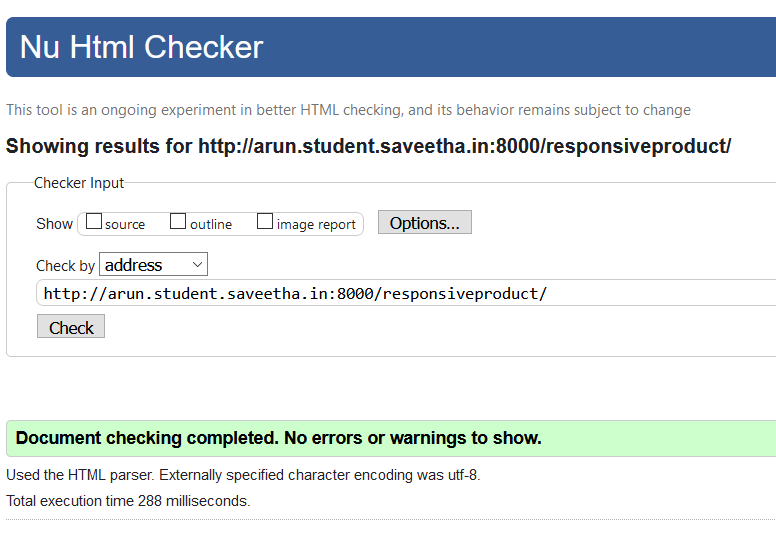 Nu Html Checker
This tool is an ongoing experiment in better HTML checking, and its behavior remains subject to change
Showing results for http://arun.student.saveetha.in:8000/responsiveproduct/
Checker Input
Show source outline image report Options...
Check by address
http://arun.student.saveetha.in:8000/responsiveproduct/
Check
Document checking completed. No errors or warnings to show.
Used the HTML parser. Externally specified character encoding was utf-8.
Total execution time 288 milliseconds.